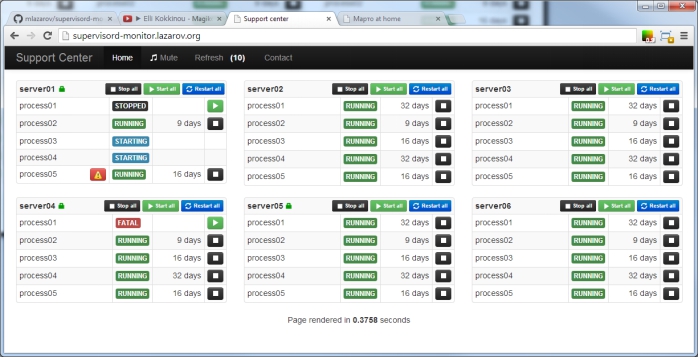 mlazarov/supervisord-mo
Elli Kokkinou - Magik
Support center
Марго at home
supervisord-monitor.lazarov.org
Support Center Home Mute Refresh (10) Contact
server01 Stop all Start all Restart all
process01 STOPPED
process02 RUNNING 9 days
process03 STARTING
process04 STARTING
process05 RUNNING 16 days
server02 Stop all Start all Restart all
process01 RUNNING 32 days
process02 RUNNING 9 days
process03 RUNNING 16 days
process04 RUNNING 32 days
process05 RUNNING 16 days
server03 Stop all Start all Restart all
process01 RUNNING 32 days
process02 RUNNING 9 days
process03 RUNNING 16 days
process04 RUNNING 32 days
process05 RUNNING 16 days
server04 Stop all Start all Restart all
process01 FATAL
process02 RUNNING 9 days
process03 RUNNING 16 days
process04 RUNNING 32 days
process05 RUNNING 16 days
server05 Stop all Start all Restart all
process01 RUNNING 32 days
process02 RUNNING 9 days
process03 RUNNING 16 days
process04 RUNNING 32 days
process05 RUNNING 16 days
server06 Stop all Start all Restart all
process01 RUNNING 32 days
process02 RUNNING 9 days
process03 RUNNING 16 days
process04 RUNNING 32 days
process05 RUNNING 16 days
Page rendered in 0.3758 seconds